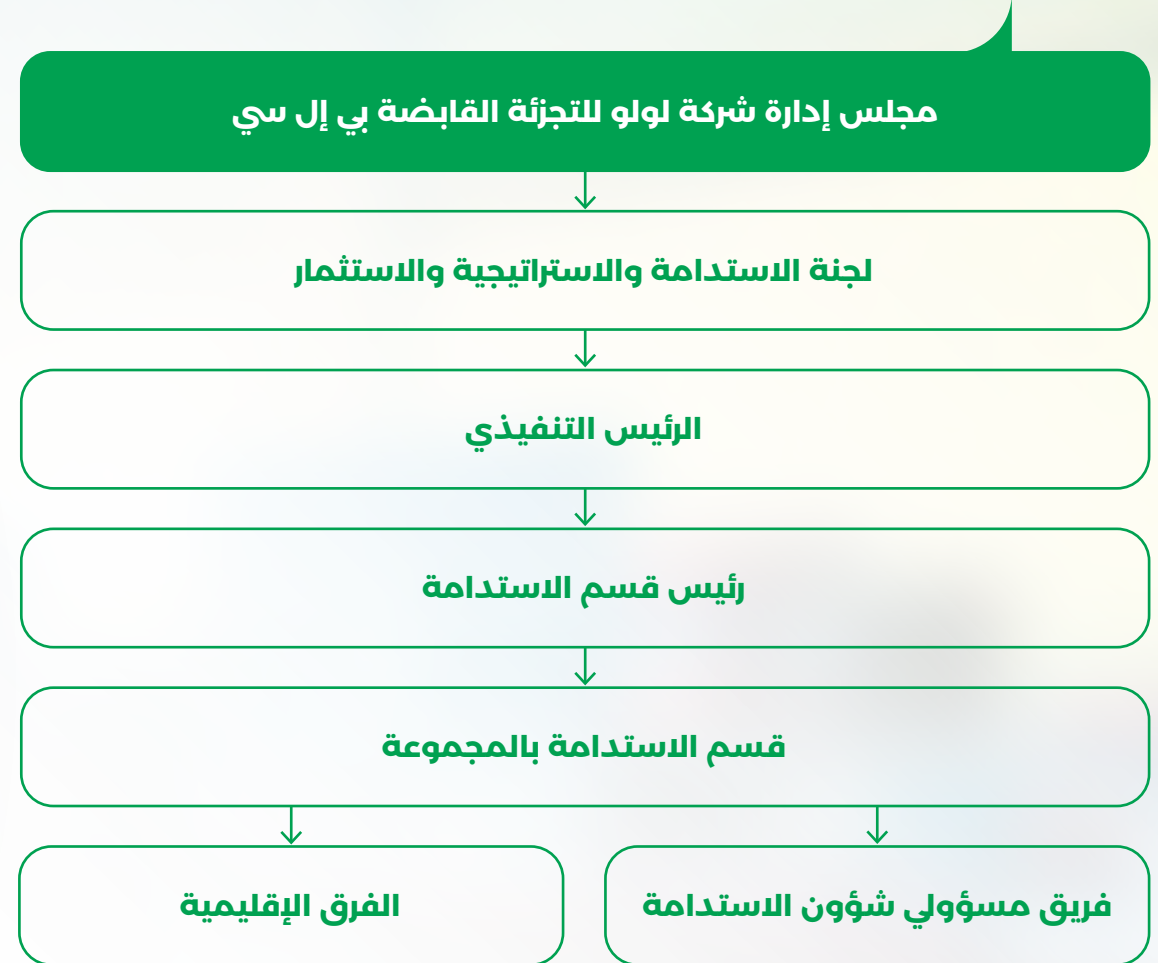 مجلس إدارة شركة لولو للتجزئة القابضة بي إل سي
لجنة الاستدامة والاستراتيجية والاستثمار
الرئيس التنفيذي
رئيس قسم الاستدامة
قسم الاستدامة بالمجموعة
فريق مسؤولي شؤون الاستدامة
الفرق الإقليمية